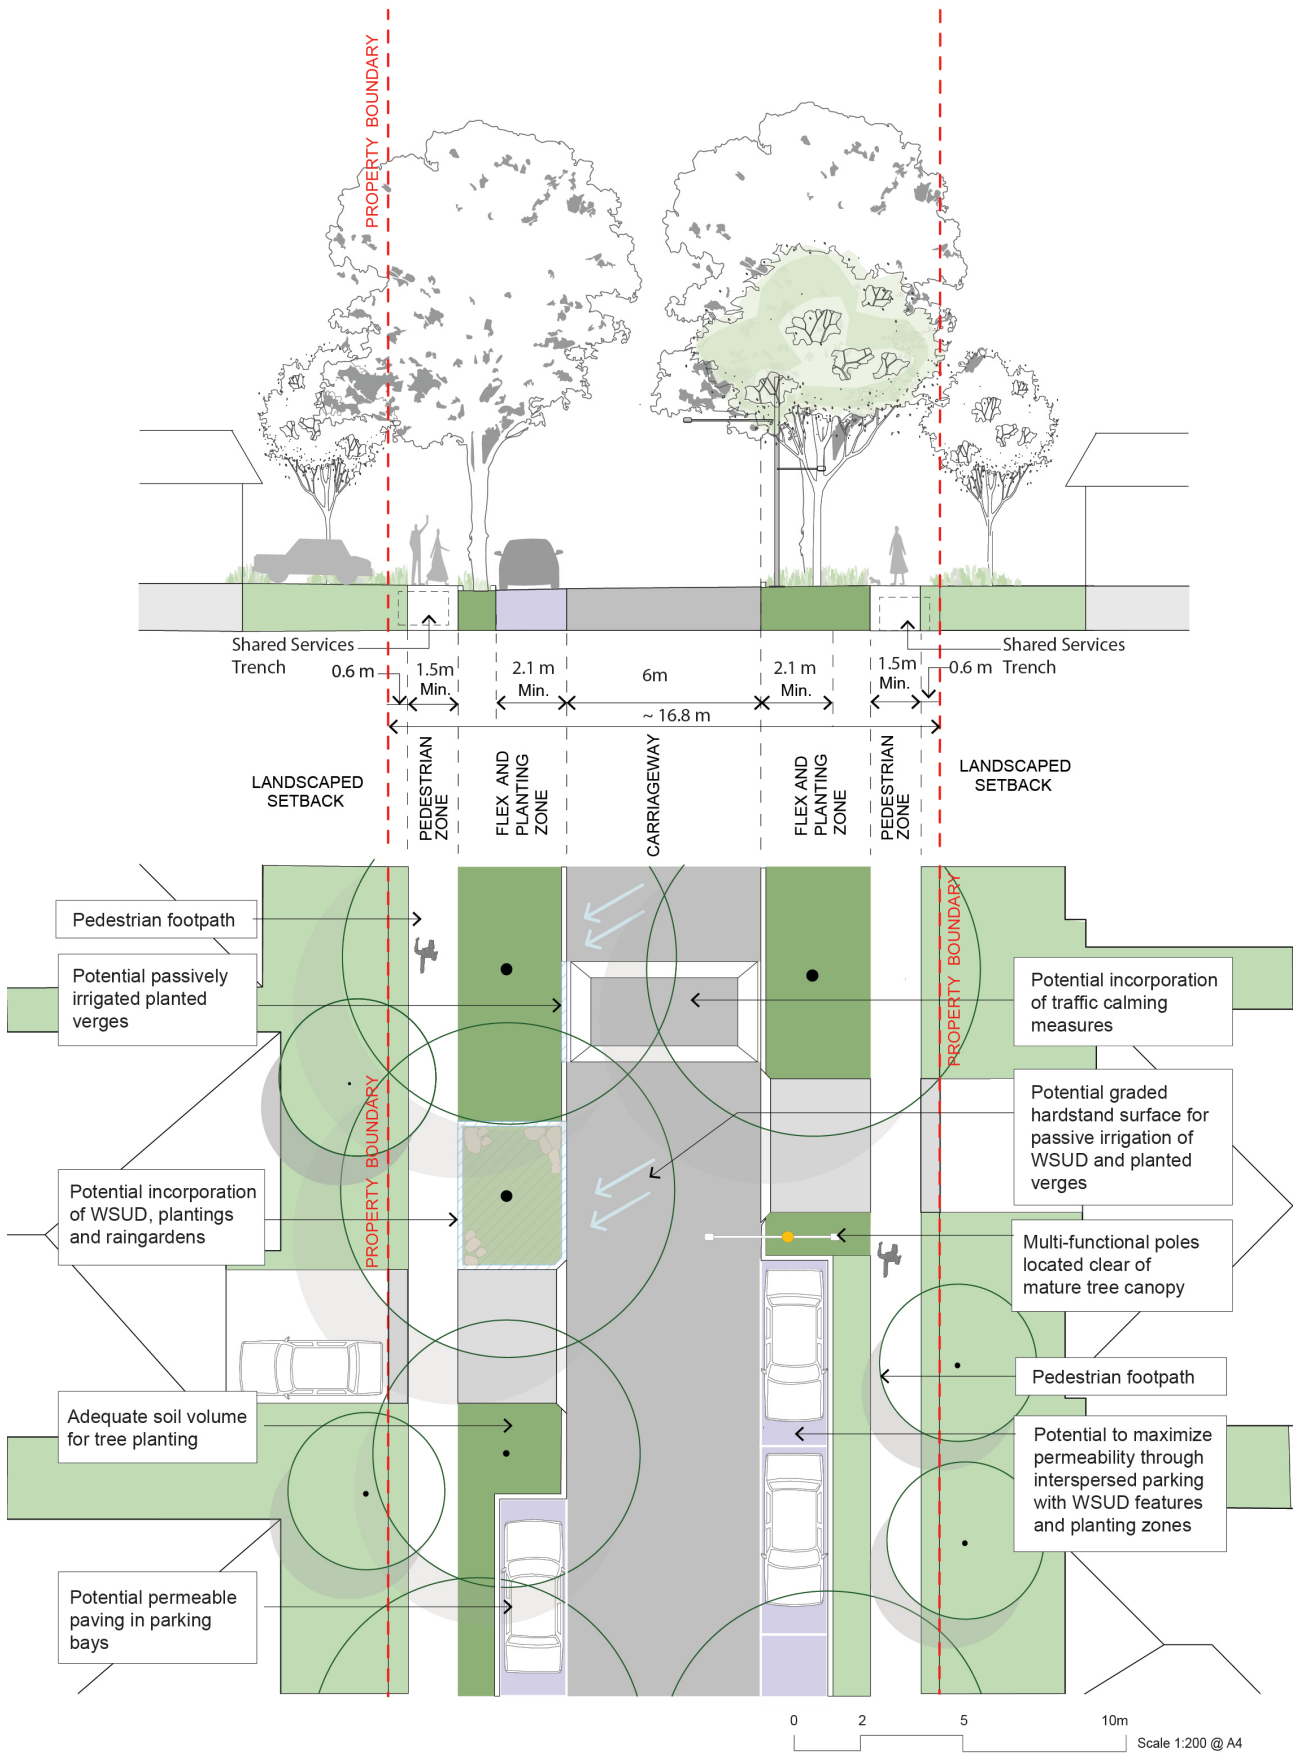 PROPERTY BOUNDARY
Shared Services
Trench
0.6 m
1.5m
Min.
2.1 m
Min.
6m
2.1 m
Min.
1.5m
Min.
0.6 m
Shared Services
Trench
~ 16.8 m
LANDSCAPED
SETBACK
PEDESTRIAN
ZONE
FLEX AND
PLANTING
ZONE
CARRIAGEWAY
FLEX AND
PLANTING
ZONE
PEDESTRIAN
ZONE
LANDSCAPED
SETBACK
Pedestrian footpath
Potential passively
irrigated planted
verges
PROPERTY BOUNDARY
Potential incorporation
of WSUD, plantings
and raingardens
Adequate soil volume
for tree planting
Potential permeable
paving in parking
bays
PROPERTY BOUNDARY
Potential incorporation
of traffic calming
measures
Potential graded
hardstand surface for
passive irrigation of
WSUD and planted
verges
Multi-functional poles
located clear of
mature tree canopy
Pedestrian footpath
Potential to maximize
permeability through
interspersed parking
with WSUD features
and planting zones
0 2 5 10m
Scale 1:200 @ A4